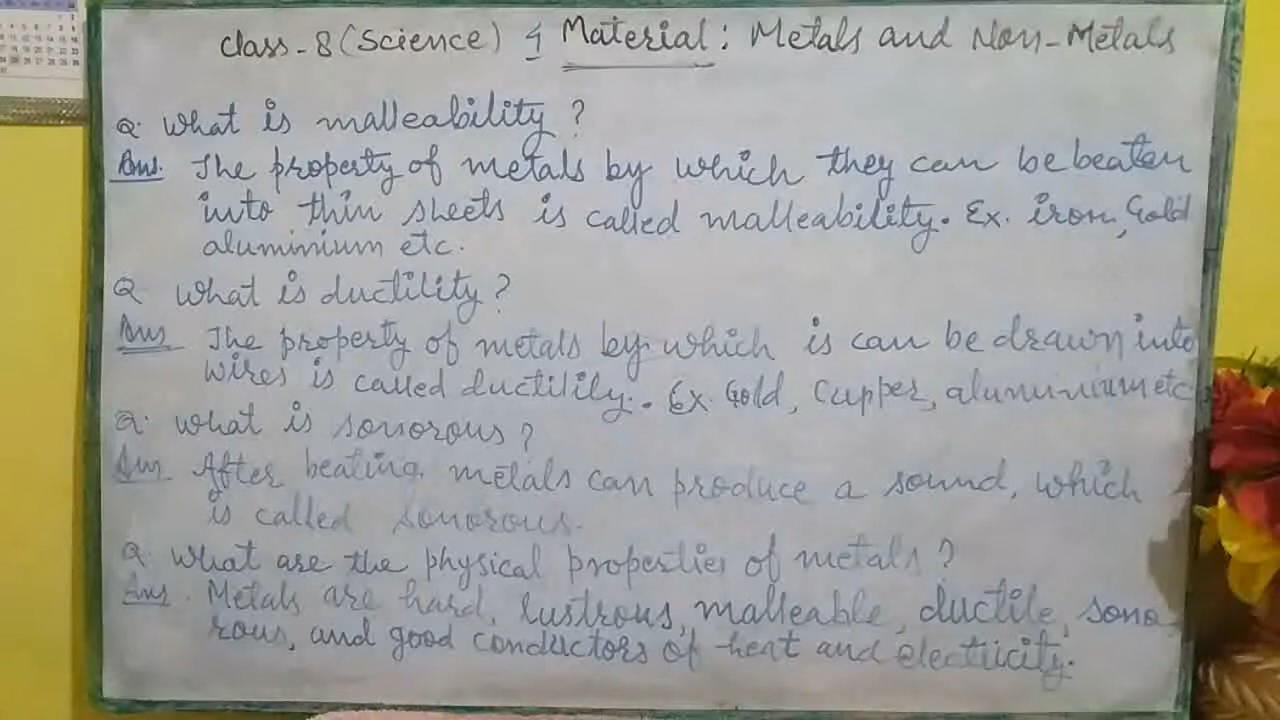 Class-8 (Science) 4 Material: Metals and Non-Metals
Q. What is malleability?
Ans. The property of metals by which they can be beaten
into thin sheets is called malleability. Ex. iron, Gold
aluminium etc.
Q What is ductility?
Ans The property of metals by which is can be drawn into
wires is called ductility. Ex. Gold, Cupper, aluminium etc
Q. What is sonorous?
Ans After beating metals can produce a sound, which
is called sonorous.
Q. What are the physical properties of metals?
Ans. Metals are hard, lustrous, malleable, ductile, sono
rous, and good conductors of heat and electricity.